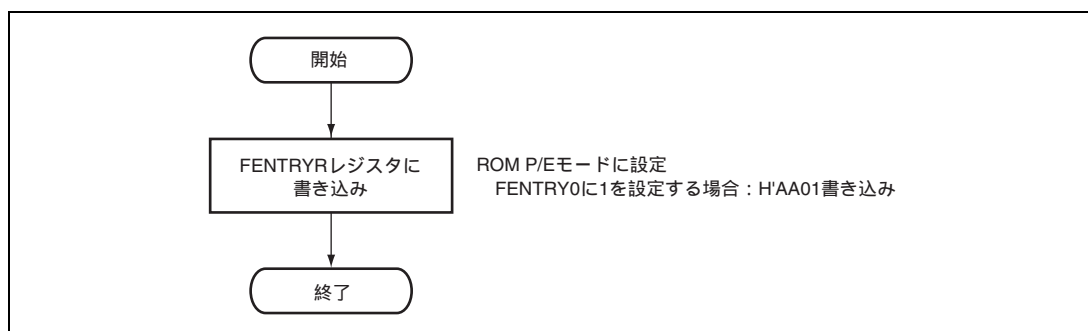 開始
FENTRYRレジスタに
書き込み
ROM P/Eモードに設定
FENTRY0に1を設定する場合：H'AA01書き込み
終了